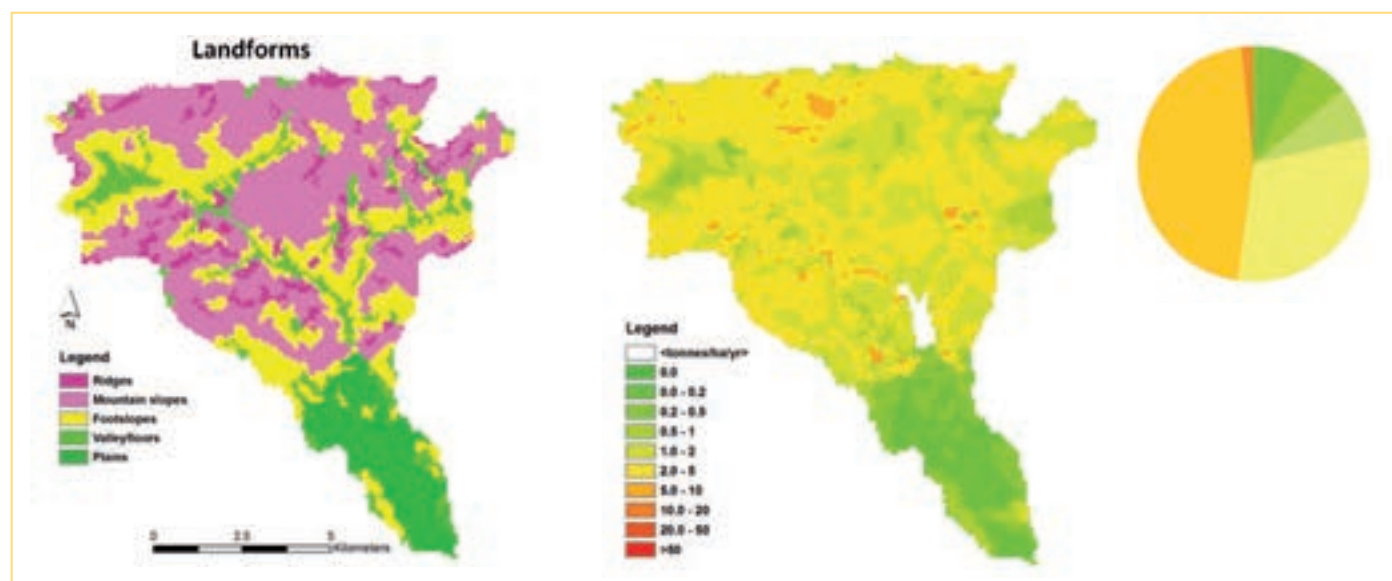 Landforms
N
Legend
Ridges
Mountain slopes
Footslopes
Valleyfloors
Plains
0 2.5 5
Kilometers
Legend
<tonnes/ha/yr>
0.0
0.0 - 0.2
0.2 - 0.5
0.5 - 1
1.0 - 2
2.0 - 5
5.0 - 10
10.0 - 20
20.0 - 50
>50